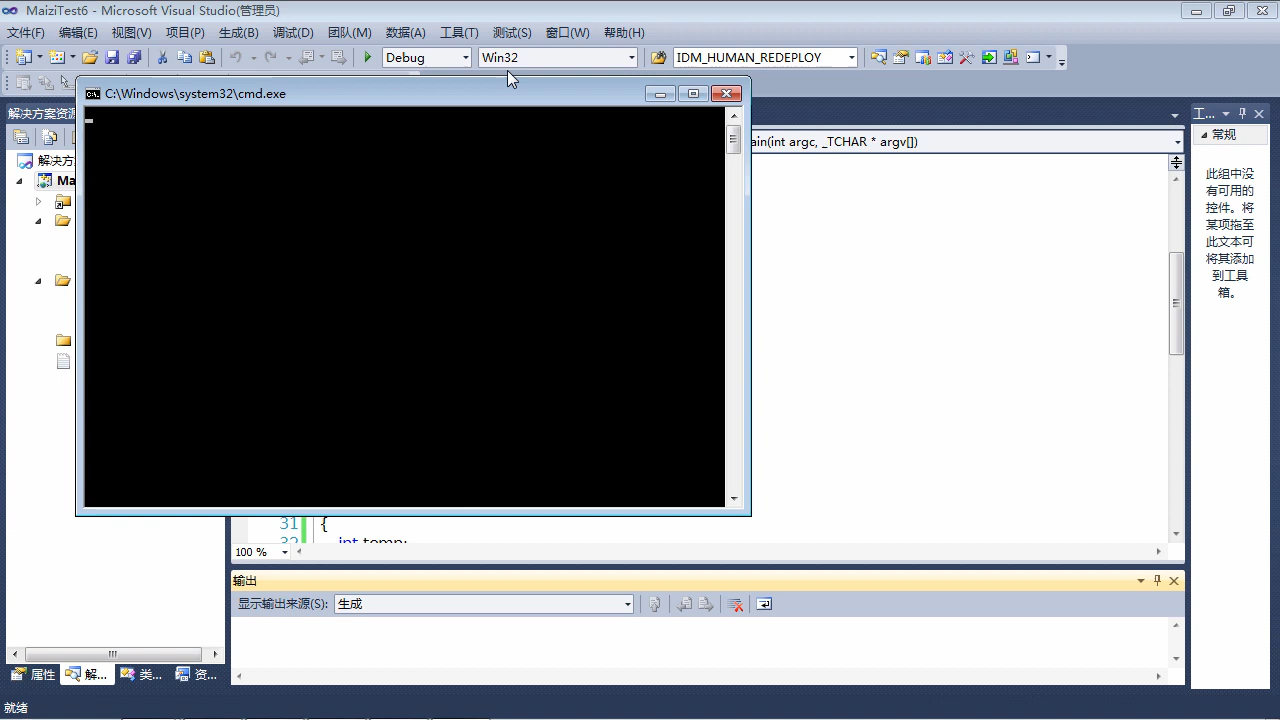 MaiziTest6 - Microsoft Visual Studio(管理员)
文件(F) 编辑(E) 视图(V) 项目(P) 生成(B) 调试(D) 团队(M) 数据(A) 工具(T) 测试(S) 窗口(W) 帮助(H)
Debug Win32 IDM_HUMAN_REDEPLOY
C:\Windows\system32\cmd.exe
解决方案资源
工...
ain(int argc, _TCHAR * argv[])
常规
解决方
Ma
此组中没
有可用的
控件。将
某项拖至
此文本可
将其添加
到工具
箱。
31 {
32 int temp;
100 %
输出
显示输出来源(S): 生成
属性 解... 类... 资...
就绪